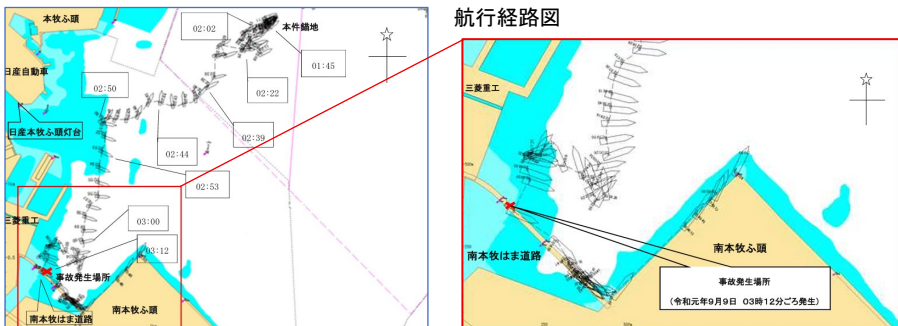 航行経路図
本牧ふ頭
02:02
本件錨地
01:45
日産自動車
02:50
02:22
日産本牧ふ頭灯台
02:39
02:44
02:53
三菱重工
03:00
03:12
事故発生場所
南本牧はま道路
南本牧ふ頭
三菱重工
南本牧はま道路
南本牧ふ頭
事故発生場所
(令和元年9月9日 03時12分ごろ発生)